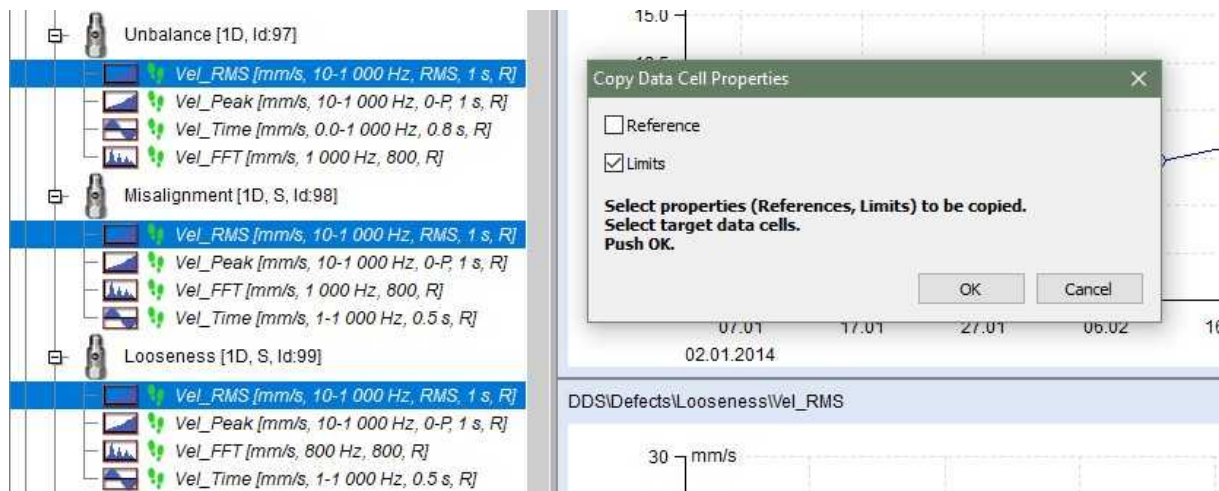 Unbalance [1D, Id:97]
Vel_RMS [mm/s, 10-1 000 Hz, RMS, 1 s, R]
Vel_Peak [mm/s, 10-1 000 Hz, 0-P, 1 s, R]
Vel_Time [mm/s, 0.0-1 000 Hz, 0.8 s, R]
Vel_FFT [mm/s, 1 000 Hz, 800, R]
Misalignment [1D, S, Id:98]
Vel_RMS [mm/s, 10-1 000 Hz, RMS, 1 s, R]
Vel_Peak [mm/s, 10-1 000 Hz, 0-P, 1 s, R]
Vel_FFT [mm/s, 1 000 Hz, 800, R]
Vel_Time [mm/s, 1-1 000 Hz, 0.5 s, R]
Looseness [1D, S, Id:99]
Vel_RMS [mm/s, 10-1 000 Hz, RMS, 1 s, R]
Vel_Peak [mm/s, 10-1 000 Hz, 0-P, 1 s, R]
Vel_FFT [mm/s, 800 Hz, 800, R]
Vel_Time [mm/s, 1-1 000 Hz, 0.5 s, R]
15.0
Copy Data Cell Properties
Reference
Limits
Select properties (References, Limits) to be copied.
Select target data cells.
Push OK.
OK Cancel
07.01 17.01 27.01 06.02
02.01.2014
DDS\Defects\Looseness\Vel_RMS
30 mm/s